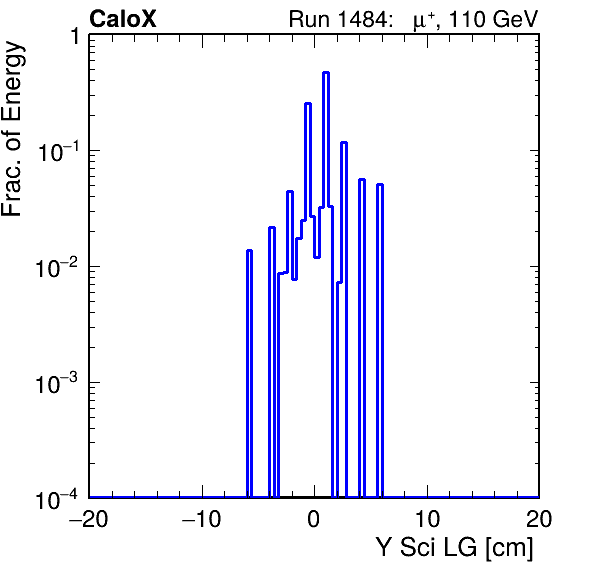 CaloX Run 1484: μ⁺, 110 GeV
Frac. of Energy
1
10⁻¹
10⁻²
10⁻³
10⁻⁴
−20 −10 0 10 20
Y Sci LG [cm]